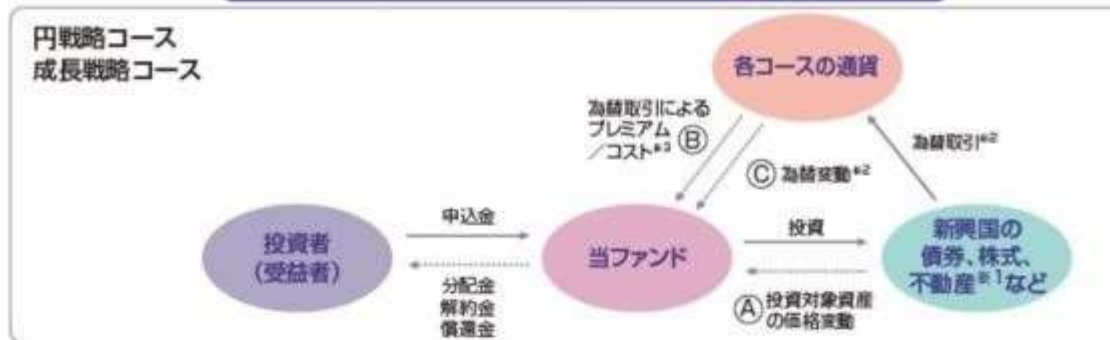 円戦略コース
成長戦略コース
各コースの通貨
為替取引による
プレミアム
／コスト※3 Ⓑ
Ⓒ 為替変動※2
為替取引※2
投資者
（受益者）
申込金
分配金
解約金
償還金
当ファンド
投資
Ⓐ 投資対象資産
の価格変動
新興国の
債券、株式、
不動産※1など